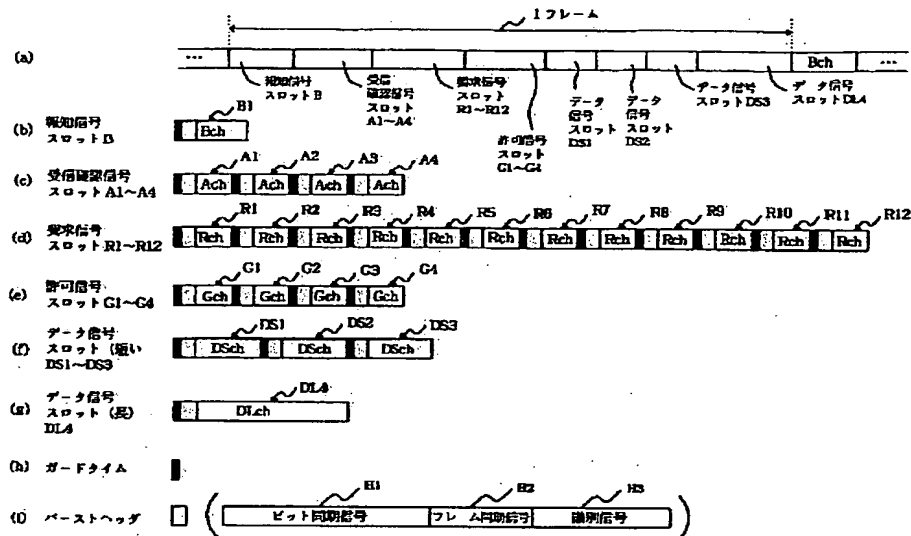 1フレーム
(a)
...
Bch
...
報知信号
スロットB
受信
確認信号
スロット
A1~A4
要求信号
スロット
R1~R12
許可信号
スロット
G1~G4
データ
信号
スロット
DS1
データ
信号
スロット
DS2
データ
信号
スロットDS3
データ信号
スロットDL4
(b) 報知信号
スロットB
B1
Bch
(c) 受信確認信号
スロットA1~A4
A1 A2 A3 A4
Ach Ach Ach Ach
(d) 要求信号
スロットR1~R12
R1 R2 R3 R4 R5 R6 R7 R8 R9 R10 R11 R12
Rch Rch Rch Rch Rch Rch Rch Rch Rch Rch Rch Rch
(e) 許可信号
スロットG1~G4
G1 G2 G3 G4
Gch Gch Gch Gch
(f) データ信号
スロット (短い
DS1~DS3
DS1 DS2 DS3
DSch DSch DSch
(g) データ信号
スロット (長)
DL4
DL4
DLch
(h) ガードタイム
(i) バーストヘッダ
H1 H2 H3
ビット同期信号 フレーム同期信号 識別信号